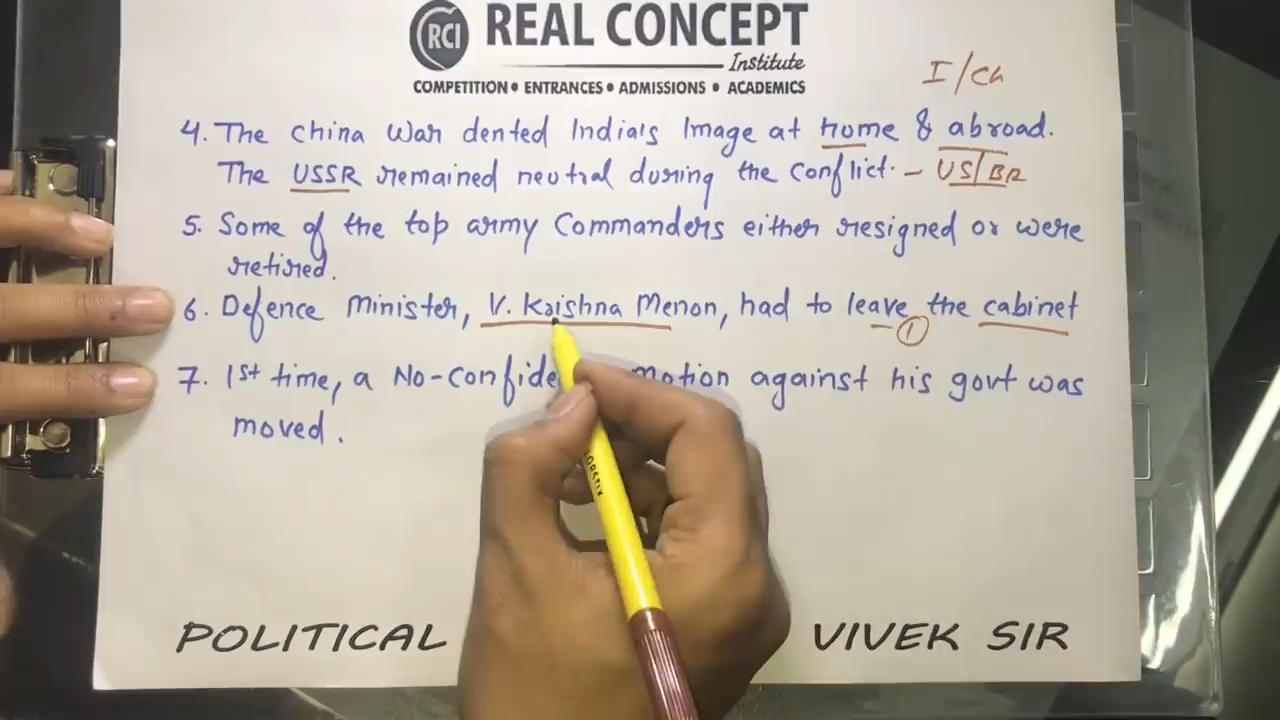 RCI REAL CONCEPT
Institute
COMPETITION • ENTRANCES • ADMISSIONS • ACADEMICS
I/Ch
4. The china war dented India's Image at home & abroad.
The USSR remained neutral during the conflict. - US/BR
5. Some of the top army Commanders either resigned or were
retired.
6. Defence Minister, V. Krishna Menon, had to leave the cabinet
1
7. 1st time, a No-confide motion against his govt was
moved.
POLITICAL VIVEK SIR